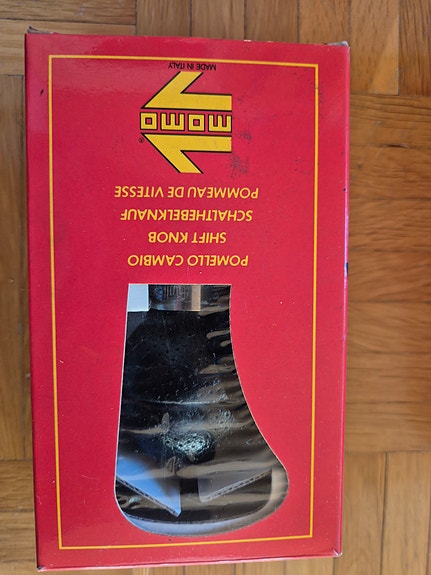 POMELLO CAMBIO
SHIFT KNOB
SCHALTHEBELKNAUF
POMMEAU DE VITESSE
momo
®
MADE IN ITALY